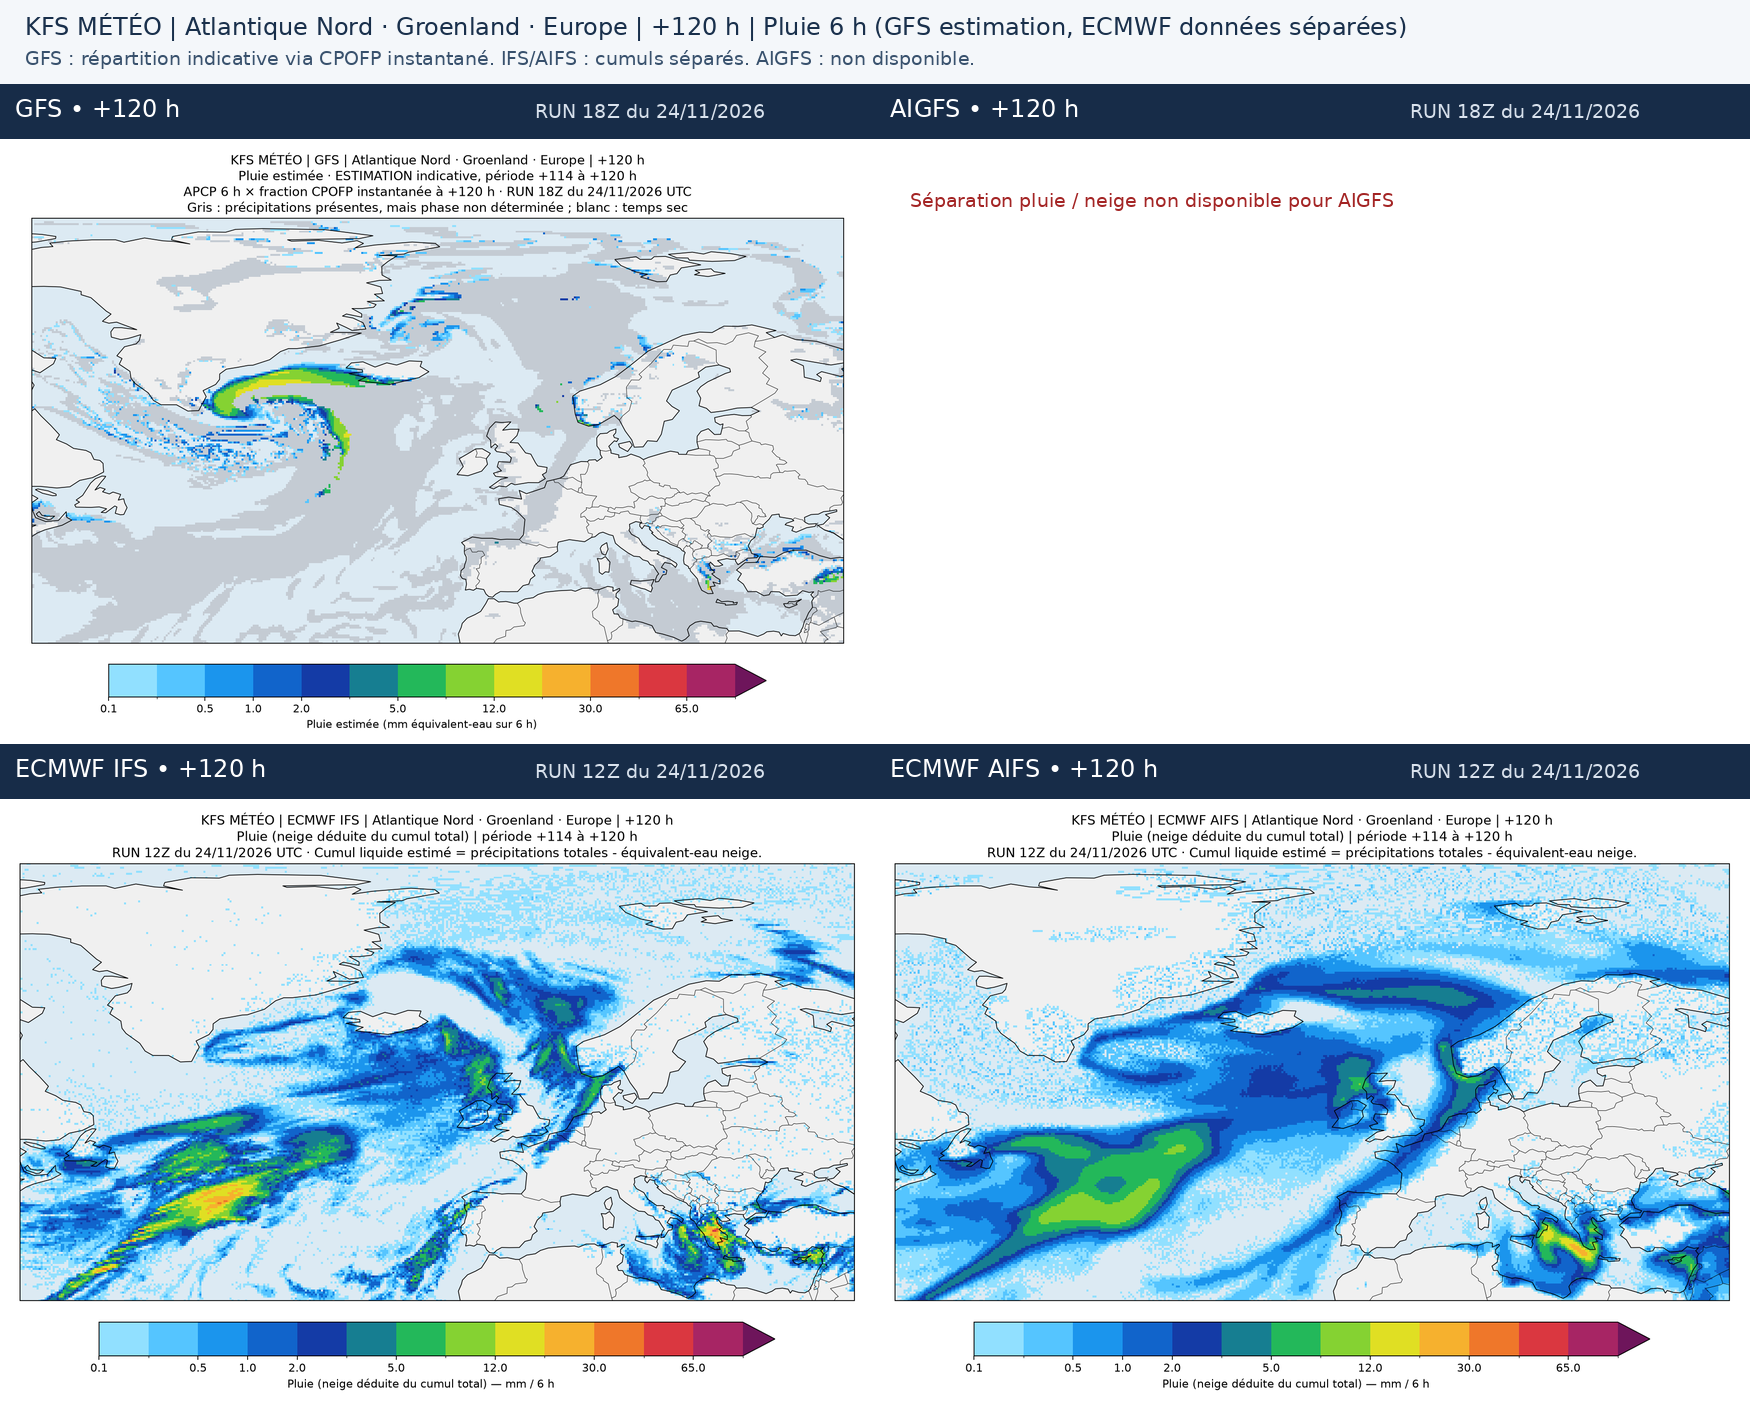 KFS MÉTÉO | Atlantique Nord · Groenland · Europe | +120 h | Pluie 6 h (GFS estimation, ECMWF données séparées)
GFS : répartition indicative via CPOFP instantané. IFS/AIFS : cumuls séparés. AIGFS : non disponible.
GFS • +120 h
RUN 18Z du 24/11/2026
AIGFS • +120 h
RUN 18Z du 24/11/2026
KFS MÉTÉO | GFS | Atlantique Nord · Groenland · Europe | +120 h
Pluie estimée · ESTIMATION indicative, période +114 à +120 h
APCP 6 h × fraction CPOFP instantanée à +120 h · RUN 18Z du 24/11/2026 UTC
Gris : précipitations présentes, mais phase non déterminée ; blanc : temps sec
Séparation pluie / neige non disponible pour AIGFS
0.1 0.5 1.0 2.0 5.0 12.0 30.0 65.0
Pluie estimée (mm équivalent-eau sur 6 h)
ECMWF IFS • +120 h
RUN 12Z du 24/11/2026
ECMWF AIFS • +120 h
RUN 12Z du 24/11/2026
KFS MÉTÉO | ECMWF IFS | Atlantique Nord · Groenland · Europe | +120 h
Pluie (neige déduite du cumul total) | période +114 à +120 h
RUN 12Z du 24/11/2026 UTC · Cumul liquide estimé = précipitations totales - équivalent-eau neige.
KFS MÉTÉO | ECMWF AIFS | Atlantique Nord · Groenland · Europe | +120 h
Pluie (neige déduite du cumul total) | période +114 à +120 h
RUN 12Z du 24/11/2026 UTC · Cumul liquide estimé = précipitations totales - équivalent-eau neige.
0.1 0.5 1.0 2.0 5.0 12.0 30.0 65.0
Pluie (neige déduite du cumul total) — mm / 6 h
0.1 0.5 1.0 2.0 5.0 12.0 30.0 65.0
Pluie (neige déduite du cumul total) — mm / 6 h